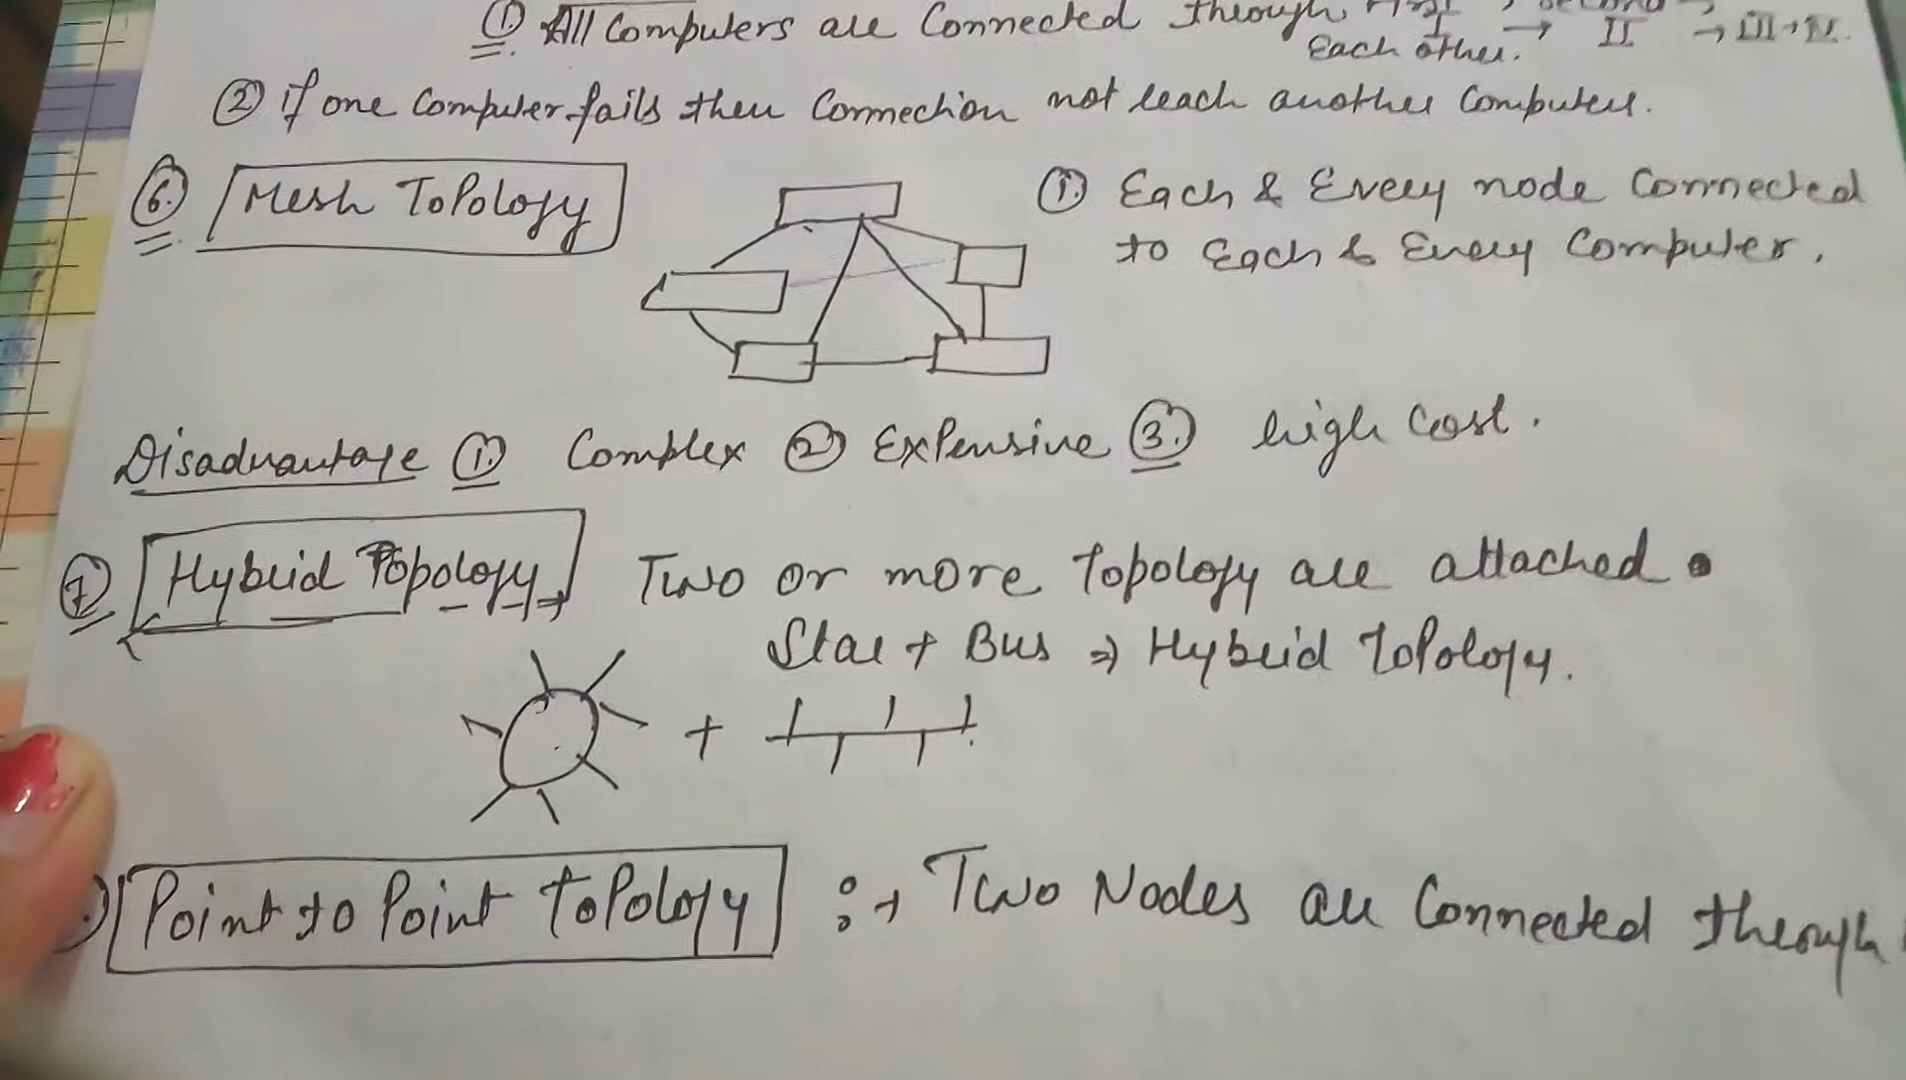 ① All Computers are Connected through First, Second,
Each other. I → II → III → IV.
② if one Computer fails then Connection not reach another Computer.
⑥. Mesh Topology
① Each & Every node Connected
to Each & Every Computer.
Disadvantage ① Complex ② Expensive ③. high Cost.
⑦ Hybrid Topology → Two or more topology are attached.
Star + Bus ⇒ Hybrid topology.
+
Point to Point topology :→ Two Nodes are Connected through